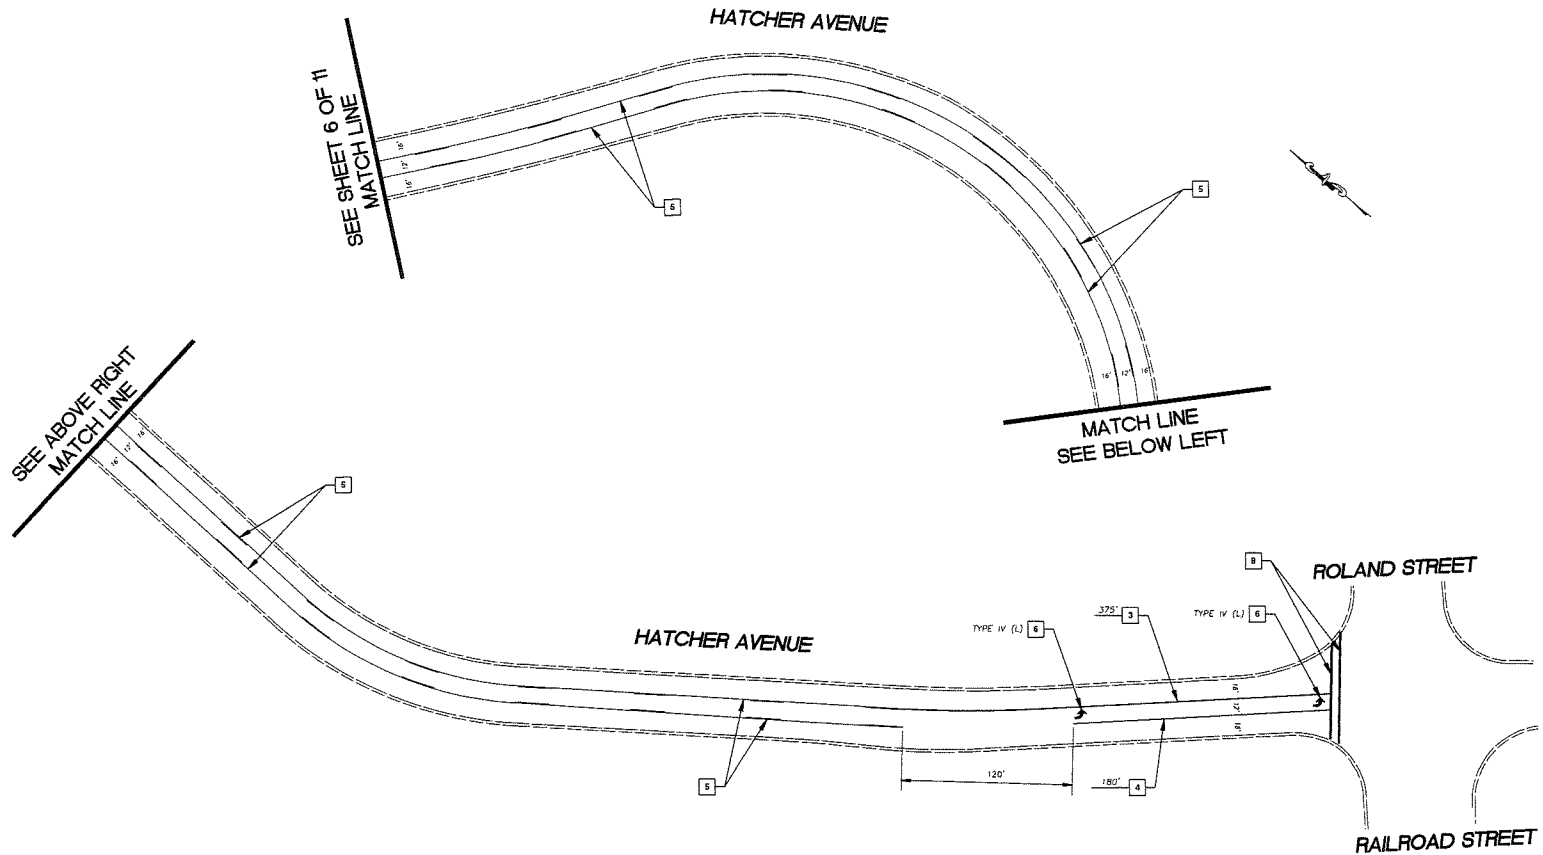 HATCHER AVENUE
SEE SHEET 6 OF 11
MATCH LINE
16'
12'
16'
5
5
16'
12'
16'
MATCH LINE
SEE BELOW LEFT
SEE ABOVE RIGHT
MATCH LINE
16'
12'
16'
5
HATCHER AVENUE
TYPE IV (L) 6
375' 3
TYPE IV (L) 6
8
ROLAND STREET
16'
12'
5
120'
180' 4
RAILROAD STREET